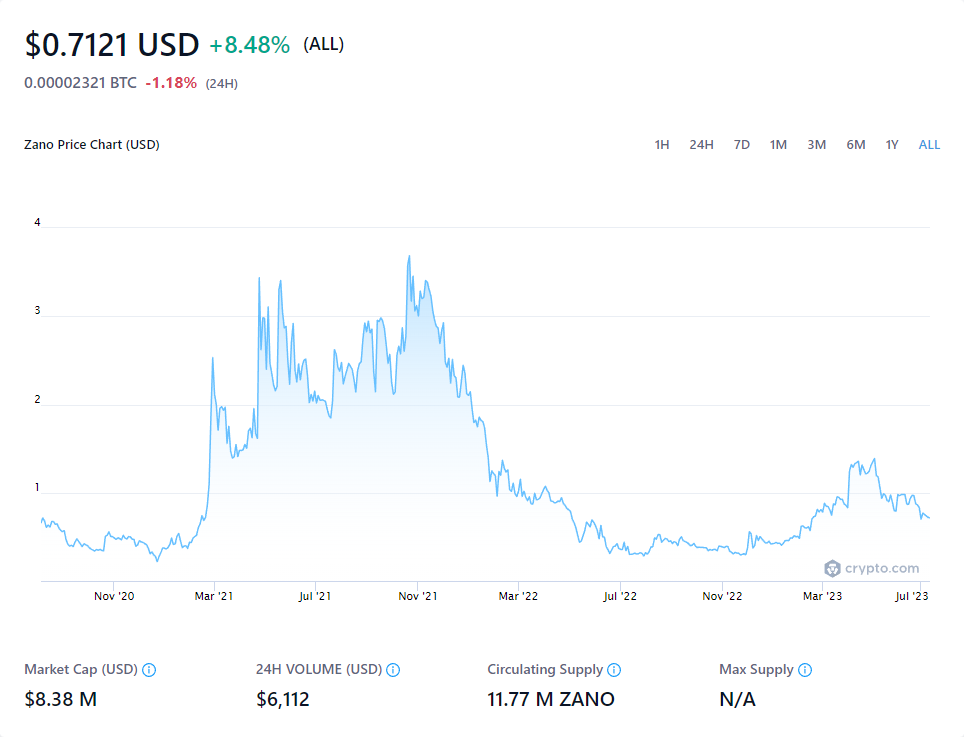 $0.7121 USD +8.48% (ALL)
0.00002321 BTC -1.18% (24H)
Zano Price Chart (USD) 1H 24H 7D 1M 3M 6M 1Y ALL
4
3
2
1
crypto.com
Nov '20 Mar '21 Jul '21 Nov '21 Mar '22 Jul '22 Nov '22 Mar '23 Jul '23
Market Cap (USD) 24H VOLUME (USD) Circulating Supply Max Supply
$8.38 M $6,112 11.77 M ZANO N/A